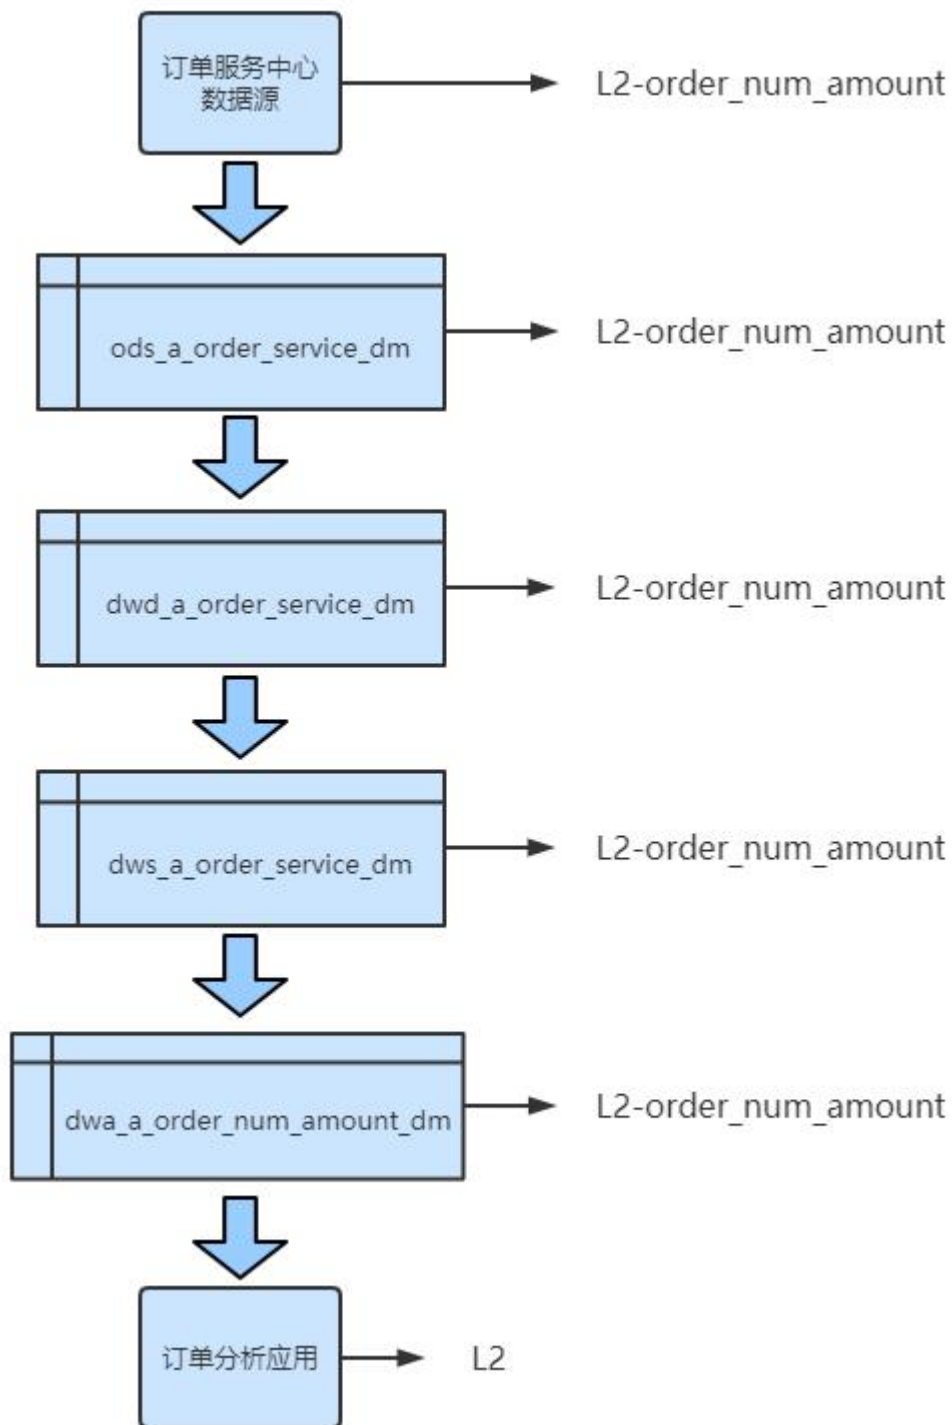 订单服务中心
数据源
L2-order_num_amount
ods_a_order_service_dm
L2-order_num_amount
dwd_a_order_service_dm
L2-order_num_amount
dws_a_order_service_dm
L2-order_num_amount
dwa_a_order_num_amount_dm
L2-order_num_amount
订单分析应用
L2